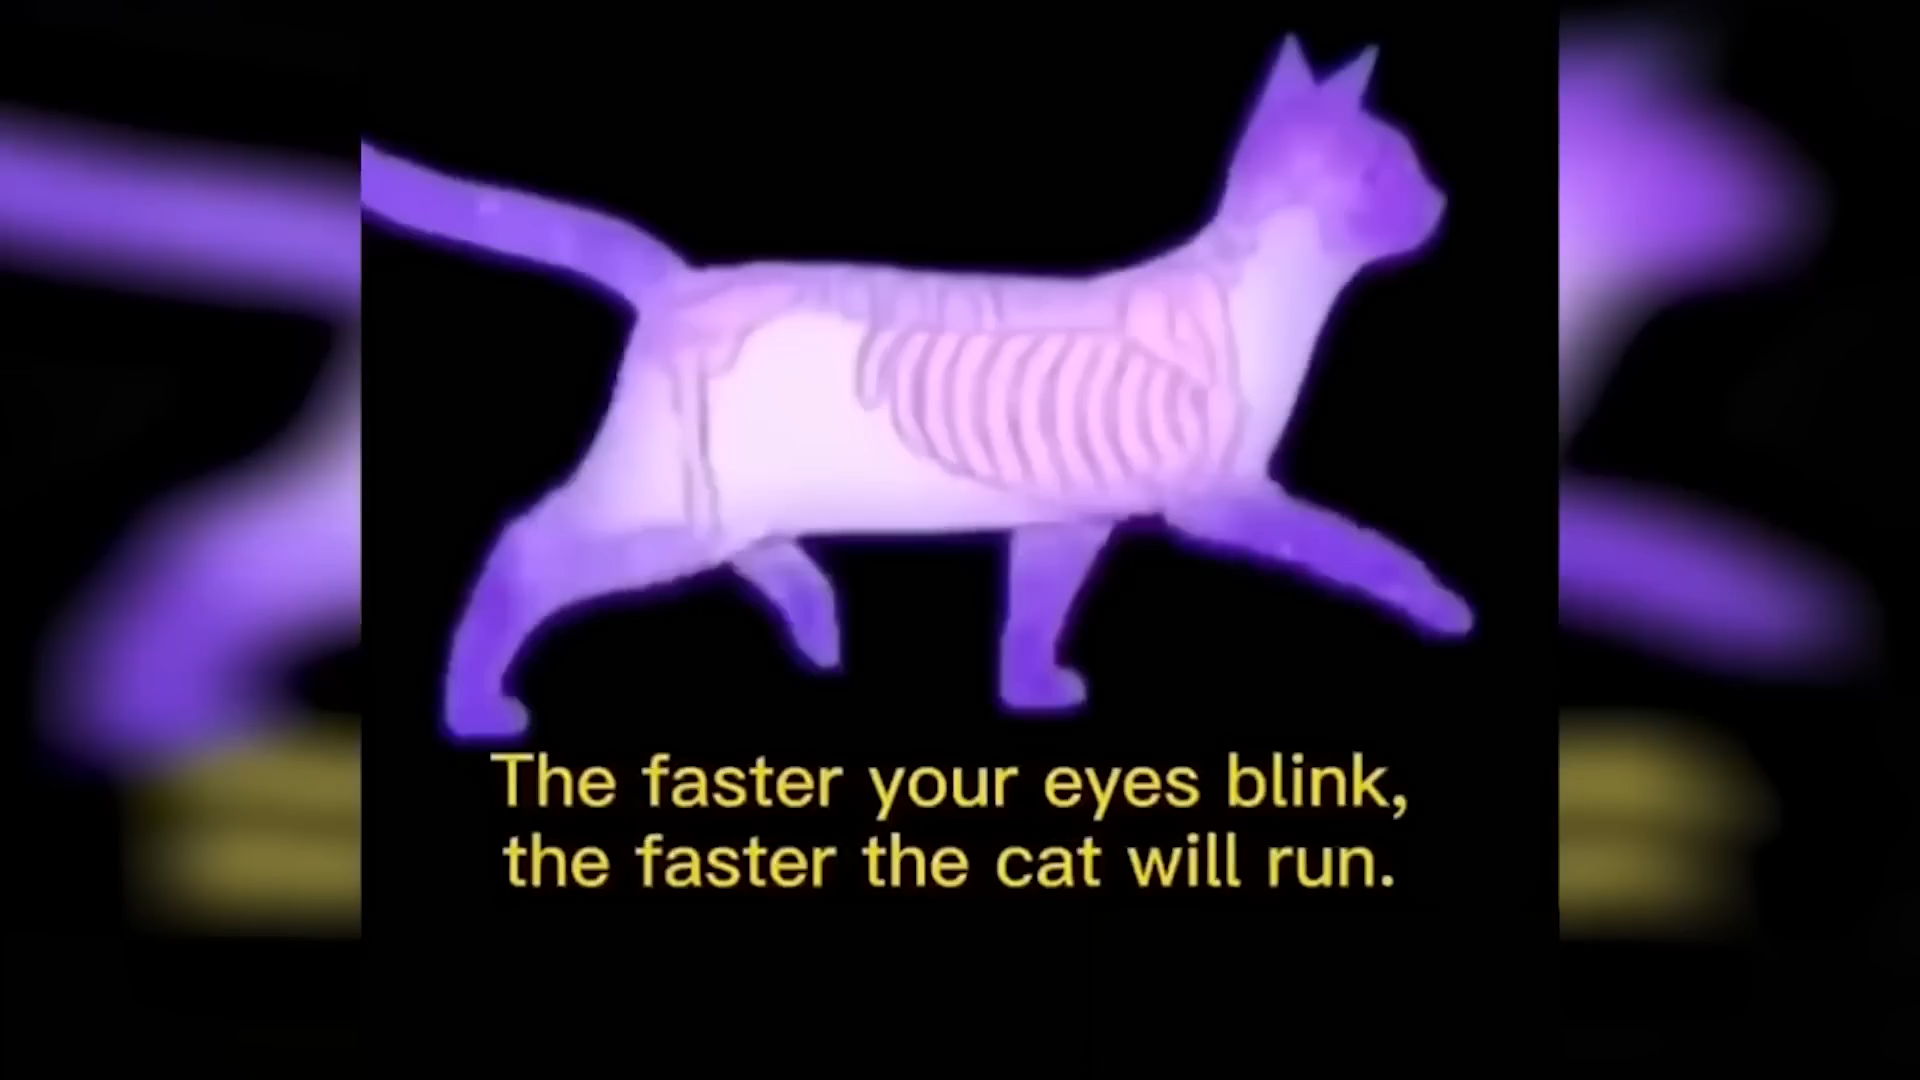 The faster your eyes blink,
the faster the cat will run.